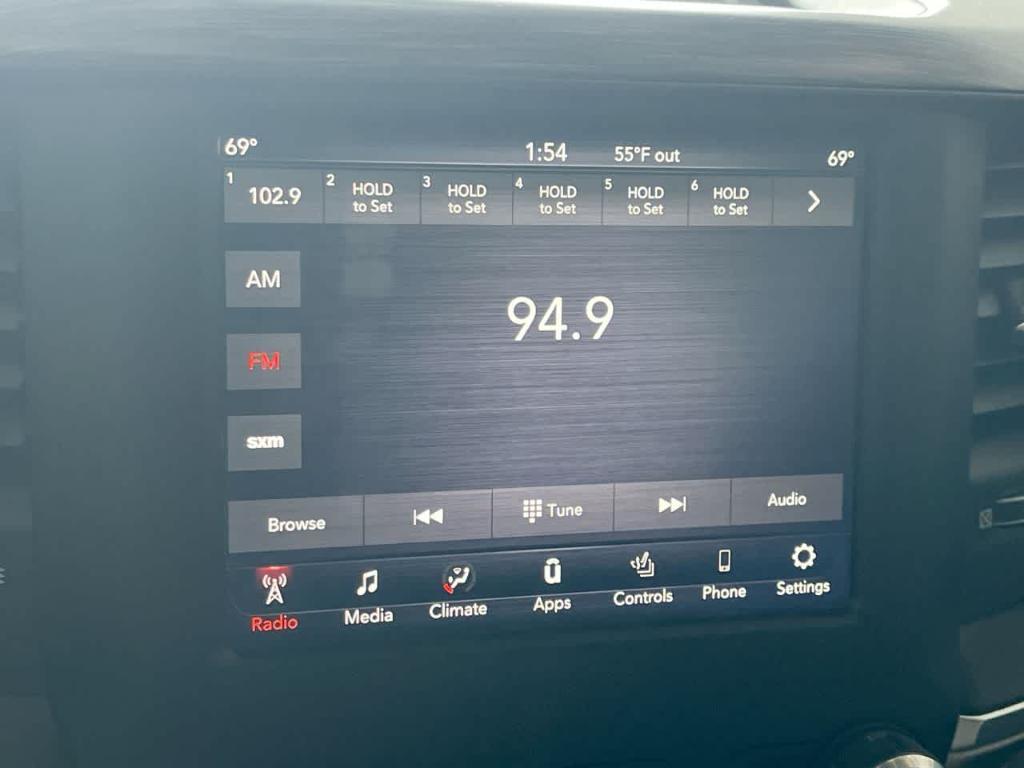 69° 1:54 55°F out 69°
1 102.9 2 HOLD to Set 3 HOLD to Set 4 HOLD to Set 5 HOLD to Set 6 HOLD to Set
AM
94.9
FM
sxm
Browse Tune Audio
Radio Media Climate Apps Controls Phone Settings